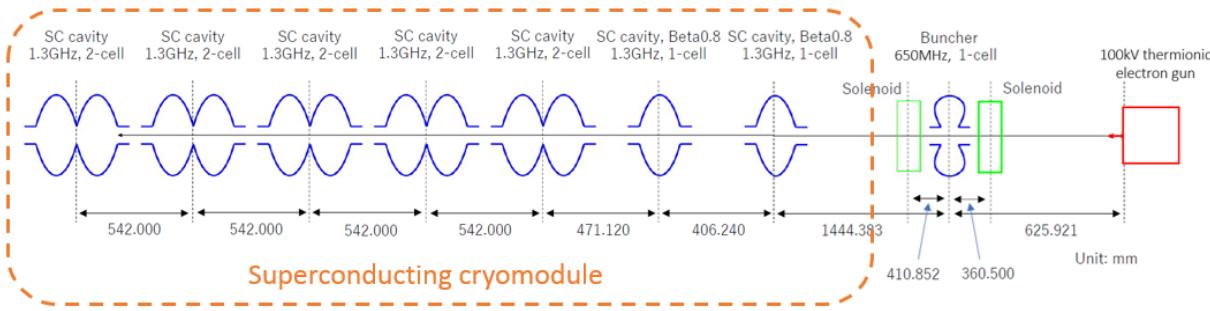 SC cavity
1.3GHz, 2-cell
SC cavity
1.3GHz, 2-cell
SC cavity
1.3GHz, 2-cell
SC cavity
1.3GHz, 2-cell
SC cavity
1.3GHz, 2-cell
SC cavity, Beta0.8
1.3GHz, 1-cell
SC cavity, Beta0.8
1.3GHz, 1-cell
Buncher
650MHz, 1-cell
100kV thermionic
electron gun
Solenoid
Solenoid
542.000
542.000
542.000
542.000
471.120
406.240
1444.383
625.921
410.852
360.500
Unit: mm
Superconducting cryomodule